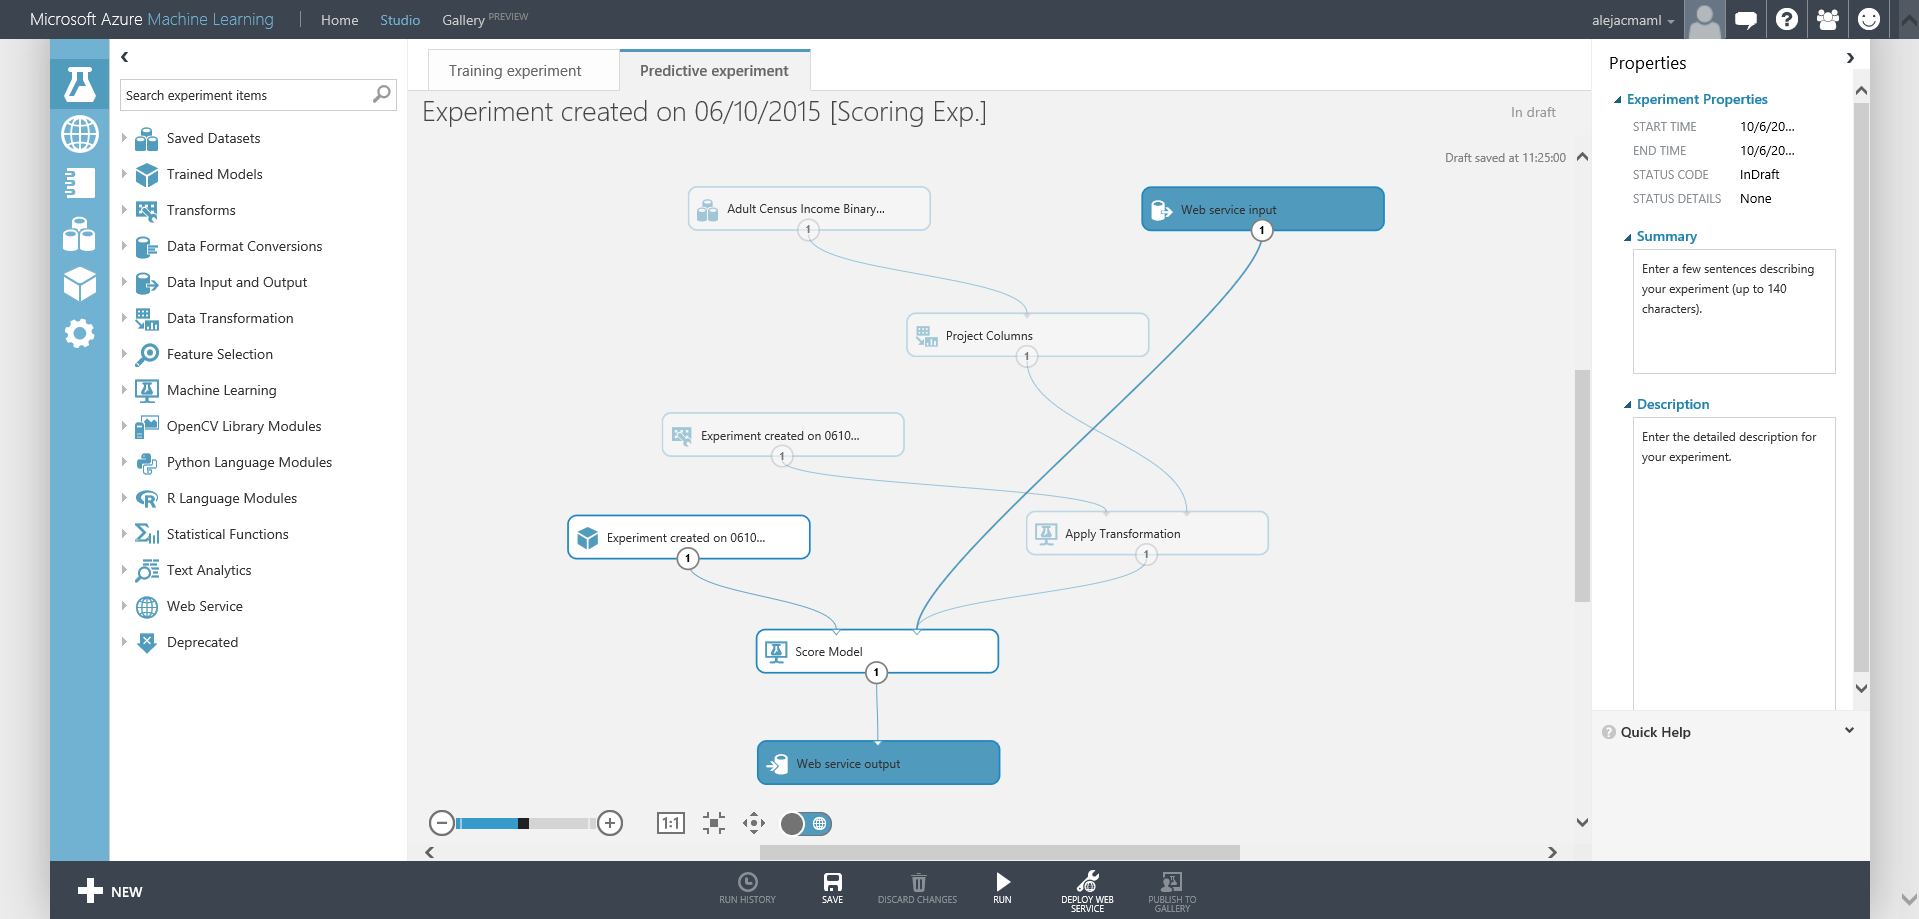 Microsoft Azure Machine Learning
Home
Studio
Gallery PREVIEW
alejacmaml
Search experiment items
Saved Datasets
Trained Models
Transforms
Data Format Conversions
Data Input and Output
Data Transformation
Feature Selection
Machine Learning
OpenCV Library Modules
Python Language Modules
R Language Modules
Statistical Functions
Text Analytics
Web Service
Deprecated
Training experiment
Predictive experiment
Experiment created on 06/10/2015 [Scoring Exp.]
In draft
Draft saved at 11:25:00
Adult Census Income Binary...
1
Web service input
1
Project Columns
1
Experiment created on 0610...
1
Experiment created on 0610...
1
Apply Transformation
1
Score Model
1
Web service output
1:1
Properties
Experiment Properties
START TIME 10/6/20...
END TIME 10/6/20...
STATUS CODE InDraft
STATUS DETAILS None
Summary
Enter a few sentences describing
your experiment (up to 140
characters).
Description
Enter the detailed description for
your experiment.
Quick Help
NEW
RUN HISTORY
SAVE
DISCARD CHANGES
RUN
DEPLOY WEB
SERVICE
PUBLISH TO
GALLERY